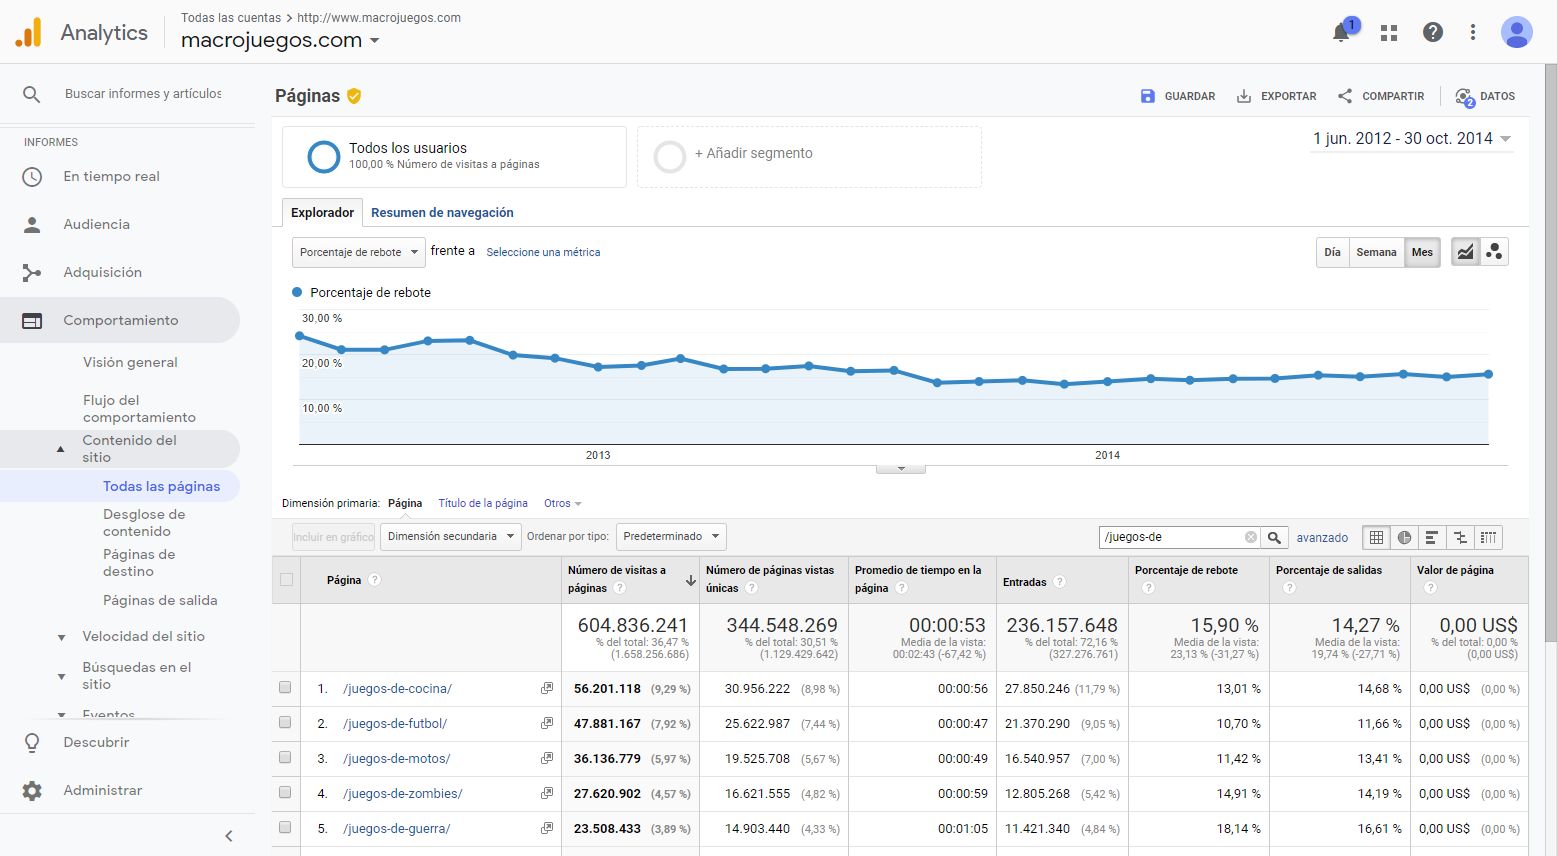 Analytics
Todas las cuentas > http://www.macrojuegos.com
macrojuegos.com
1
Buscar informes y artículos
INFORMES
En tiempo real
Audiencia
Adquisición
Comportamiento
Visión general
Flujo del
comportamiento
Contenido del
sitio
Todas las páginas
Desglose de
contenido
Páginas de
destino
Páginas de salida
Velocidad del sitio
Búsquedas en el
sitio
Eventos
Descubrir
Administrar
Páginas
GUARDAR
EXPORTAR
COMPARTIR
2
DATOS
Todos los usuarios
100,00 % Número de visitas a páginas
+ Añadir segmento
1 jun. 2012 - 30 oct. 2014
Explorador
Resumen de navegación
Porcentaje de rebote
frente a
Seleccione una métrica
Día
Semana
Mes
Porcentaje de rebote
30,00 %
20,00 %
10,00 %
2013
2014
Dimensión primaria: Página Título de la página Otros
Incluir en gráfico
Dimensión secundaria
Ordenar por tipo:
Predeterminado
/juegos-de
avanzado
Página ?
Número de visitas a
páginas ?
Número de páginas vistas
únicas ?
Promedio de tiempo en la
página ?
Entradas ?
Porcentaje de rebote
?
Porcentaje de salidas
?
Valor de página
?
604.836.241
% del total: 36,47 %
(1.658.256.686)
344.548.269
% del total: 30,51 %
(1.129.429.642)
00:00:53
Media de la vista:
00:02:43 (-67,42 %)
236.157.648
% del total: 72,16 %
(327.276.761)
15,90 %
Media de la vista:
23,13 % (-31,27 %)
14,27 %
Media de la vista:
19,74 % (-27,71 %)
0,00 US$
% del total: 0,00 %
(0,00 US$)
1. /juegos-de-cocina/ 56.201.118 (9,29 %) 30.956.222 (8,98 %) 00:00:56 27.850.246 (11,79 %) 13,01 % 14,68 % 0,00 US$ (0,00 %)
2. /juegos-de-futbol/ 47.881.167 (7,92 %) 25.622.987 (7,44 %) 00:00:47 21.370.290 (9,05 %) 10,70 % 11,66 % 0,00 US$ (0,00 %)
3. /juegos-de-motos/ 36.136.779 (5,97 %) 19.525.708 (5,67 %) 00:00:49 16.540.957 (7,00 %) 11,42 % 13,41 % 0,00 US$ (0,00 %)
4. /juegos-de-zombies/ 27.620.902 (4,57 %) 16.621.555 (4,82 %) 00:00:59 12.805.268 (5,42 %) 14,91 % 14,19 % 0,00 US$ (0,00 %)
5. /juegos-de-guerra/ 23.508.433 (3,89 %) 14.903.440 (4,33 %) 00:01:05 11.421.340 (4,84 %) 18,14 % 16,61 % 0,00 US$ (0,00 %)